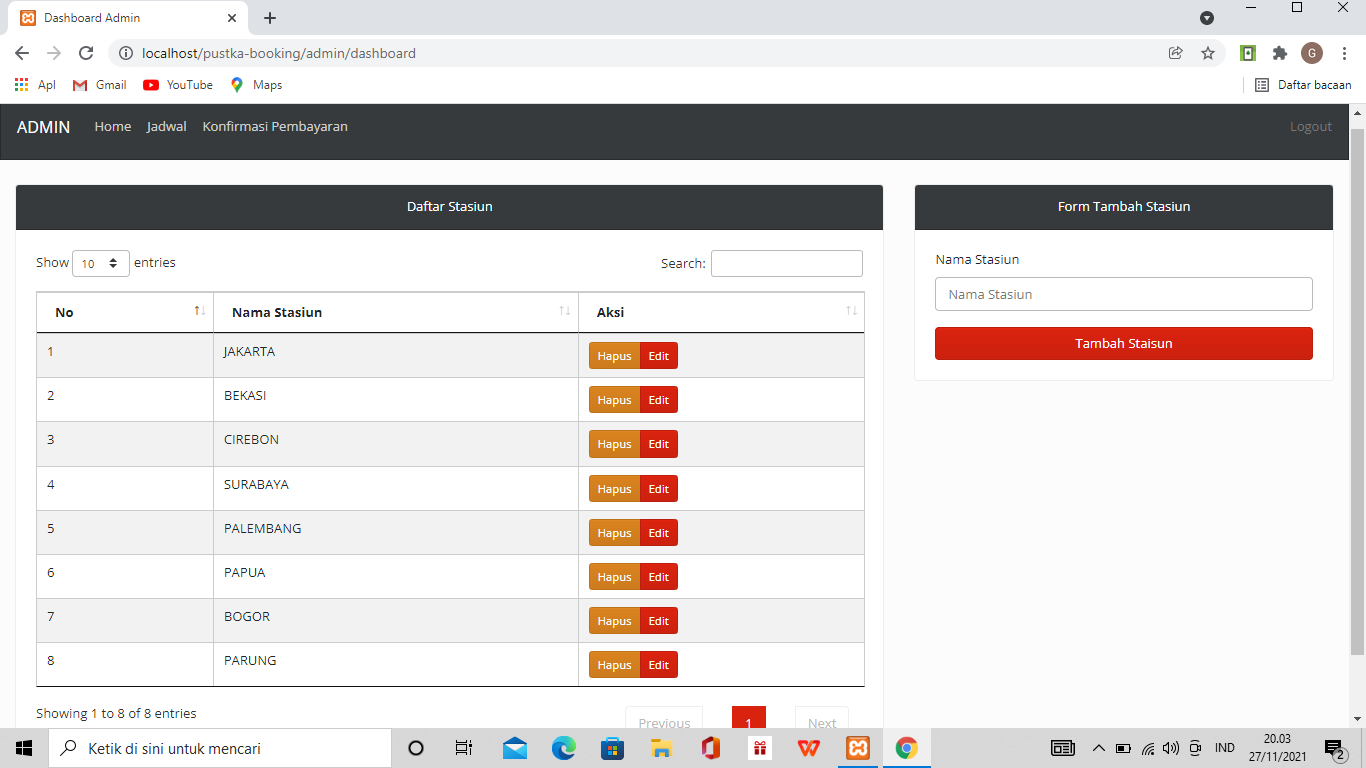 Dashboard Admin
localhost/pustka-booking/admin/dashboard
G
Apl Gmail YouTube Maps Daftar bacaan
ADMIN Home Jadwal Konfirmasi Pembayaran Logout
Daftar Stasiun
Show 10 entries Search:
No Nama Stasiun Aksi
1 JAKARTA Hapus Edit
2 BEKASI Hapus Edit
3 CIREBON Hapus Edit
4 SURABAYA Hapus Edit
5 PALEMBANG Hapus Edit
6 PAPUA Hapus Edit
7 BOGOR Hapus Edit
8 PARUNG Hapus Edit
Showing 1 to 8 of 8 entries Previous 1 Next
Form Tambah Stasiun
Nama Stasiun
Nama Stasiun
Tambah Staisun
Ketik di sini untuk mencari
IND
20.03
27/11/2021
2